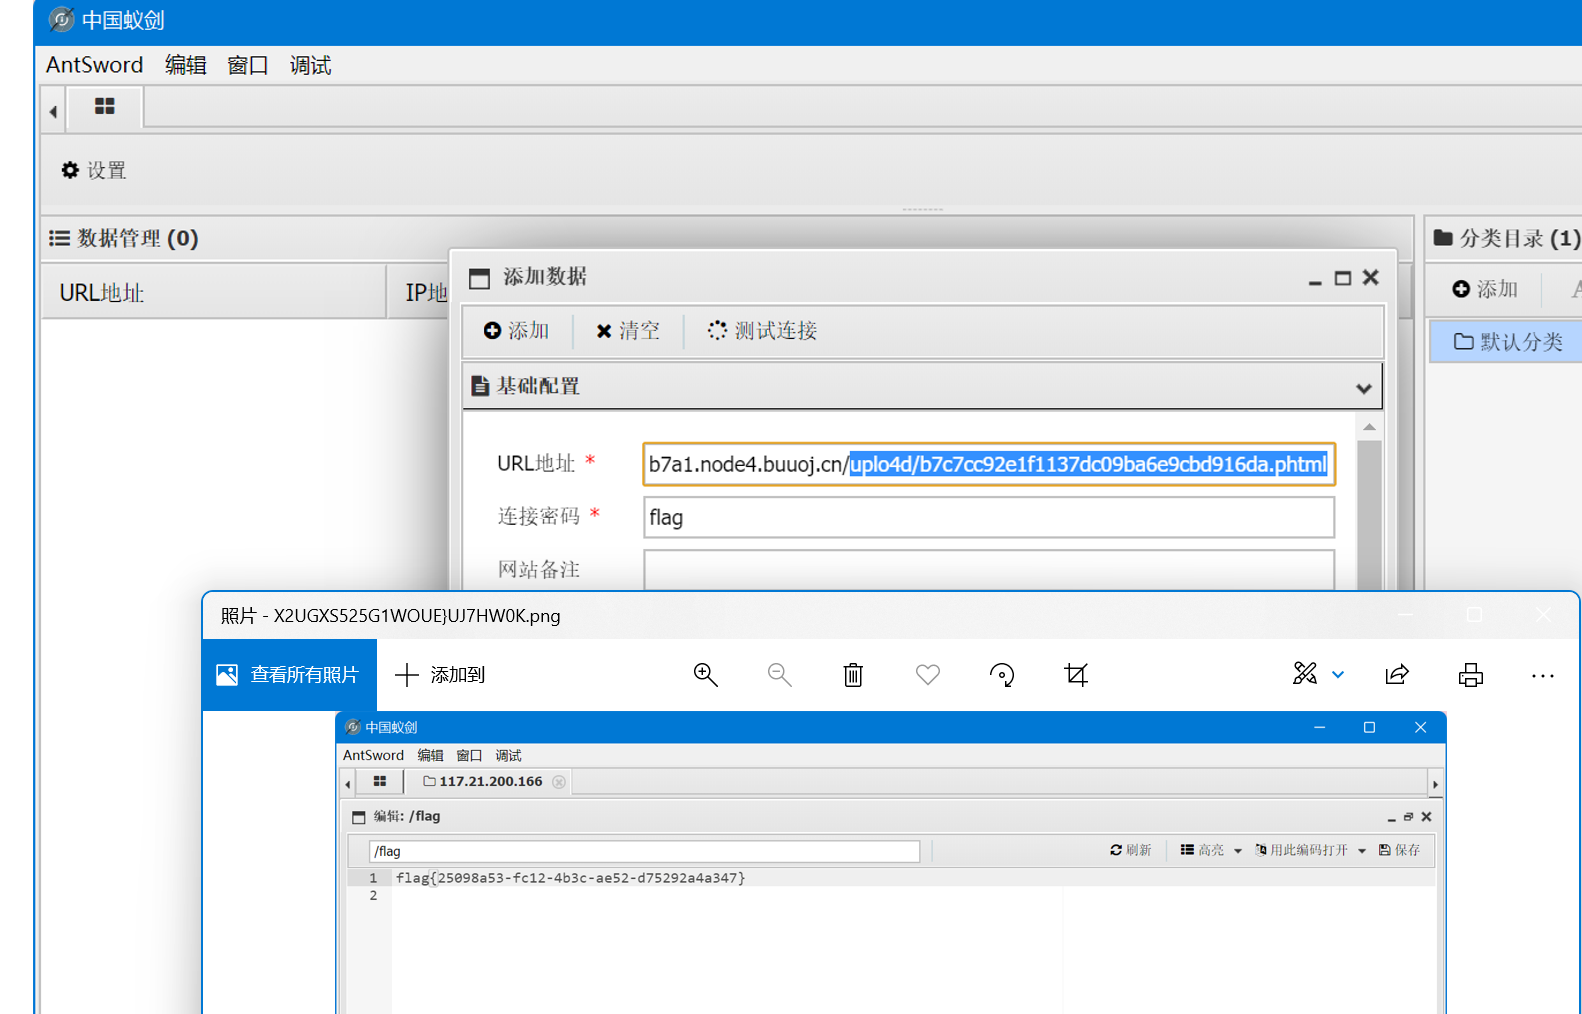 中国蚁剑
AntSword 编辑 窗口 调试
设置
数据管理 (0)
分类目录 (1)
URL地址
IP地
添加数据
添加
添加 清空 测试连接
默认分类
基础配置
URL地址 * b7a1.node4.buuoj.cn/uplo4d/b7c7cc92e1f1137dc09ba6e9cbd916da.phtml
连接密码 * flag
网站备注
照片 - X2UGXS525G1WOUE}UJ7HW0K.png
查看所有照片 添加到
中国蚁剑
AntSword 编辑 窗口 调试
117.21.200.166
编辑: /flag
/flag 刷新 高亮 用此编码打开 保存
1 flag{25098a53-fc12-4b3c-ae52-d75292a4a347}
2